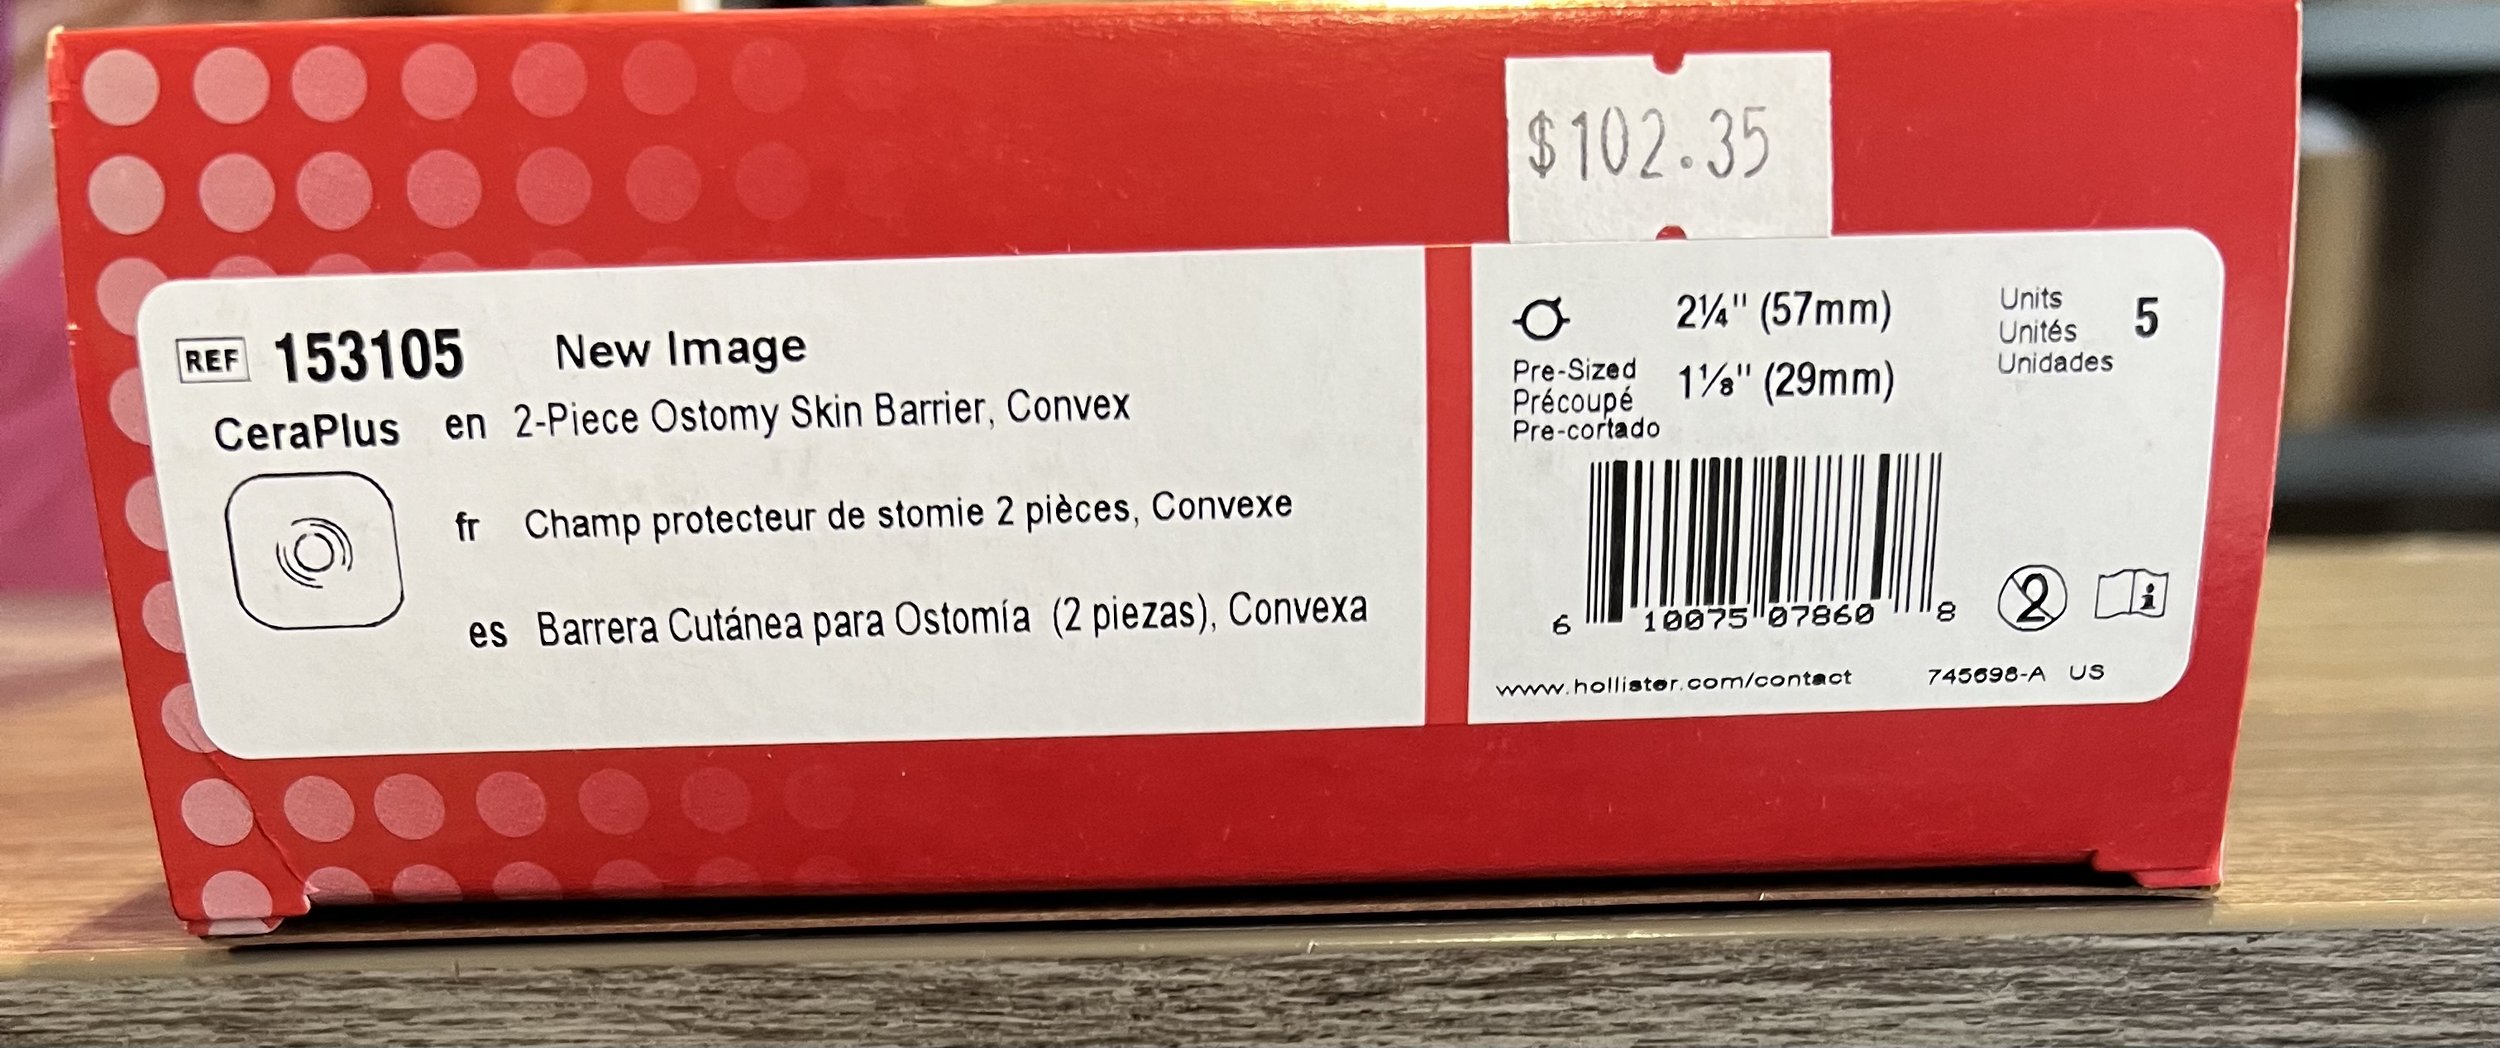 $102.35
REF 153105 New Image
CeraPlus en 2-Piece Ostomy Skin Barrier, Convex
fr Champ protecteur de stomie 2 pièces, Convexe
es Barrera Cutánea para Ostomía (2 piezas), Convexa
2¼" (57mm)
Pre-Sized 1⅛" (29mm)
Précoupé
Pre-cortado
Units
Unités 5
Unidades
6 10075 07860 8
2
i
www.hollister.com/contact 745698-A US